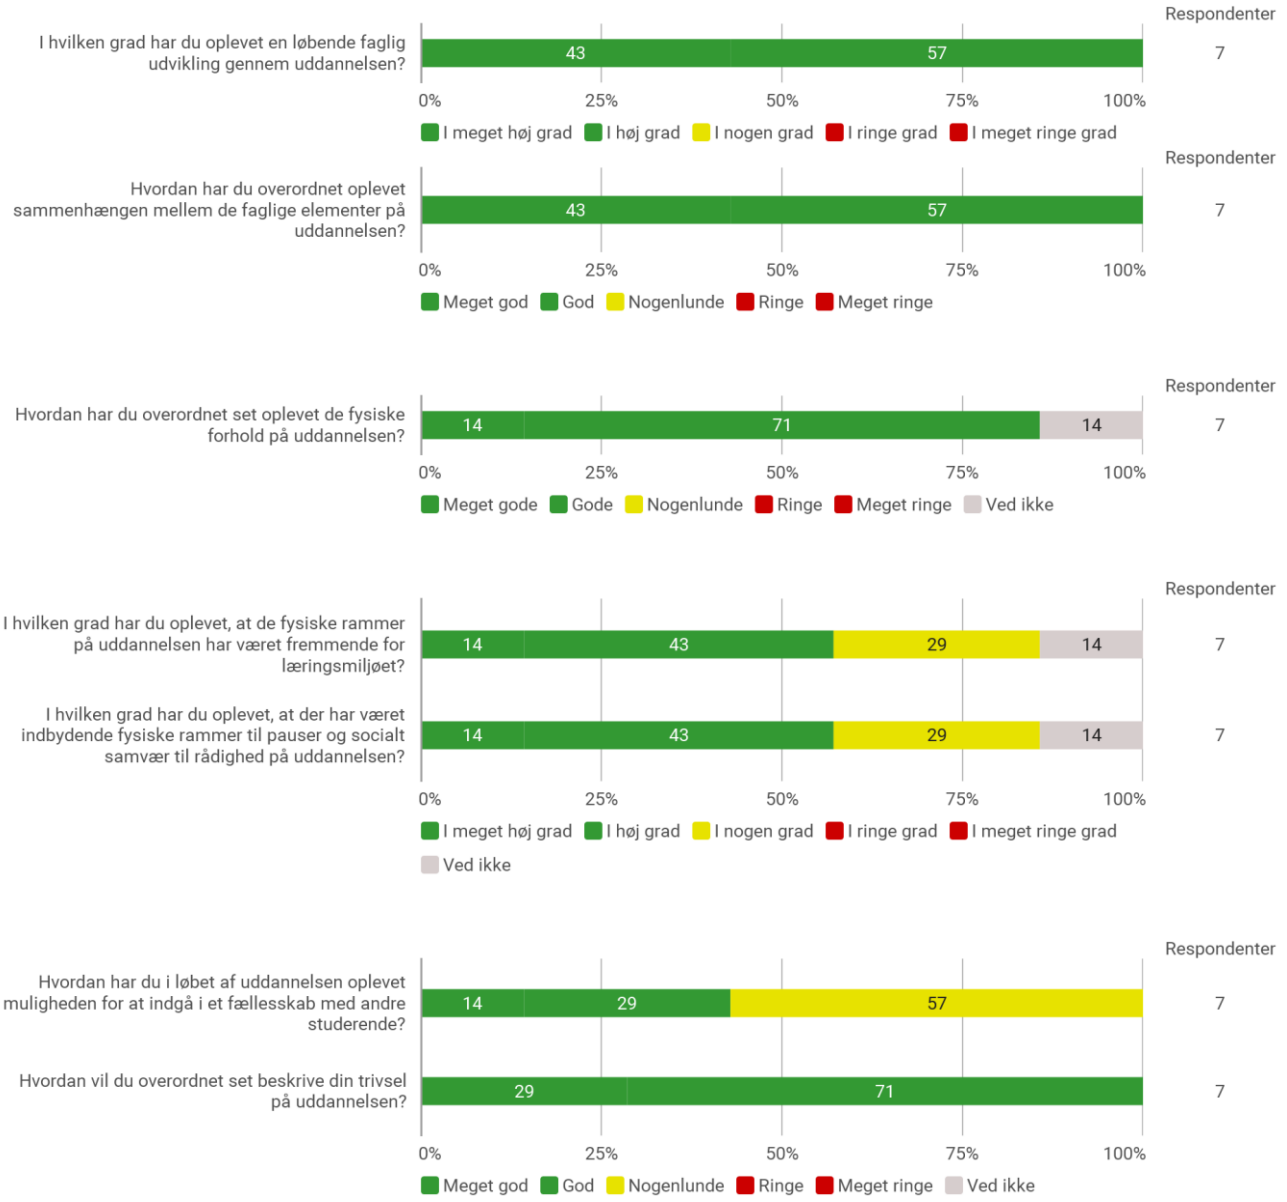 Respondenter
I hvilken grad har du oplevet en løbende faglig
udvikling gennem uddannelsen?
43 57
7
0% 25% 50% 75% 100%
I meget høj grad I høj grad I nogen grad I ringe grad I meget ringe grad
Respondenter
Hvordan har du overordnet oplevet
sammenhængen mellem de faglige elementer på
uddannelsen?
43 57
7
0% 25% 50% 75% 100%
Meget god God Nogenlunde Ringe Meget ringe
Respondenter
Hvordan har du overordnet set oplevet de fysiske
forhold på uddannelsen?
14 71 14
7
0% 25% 50% 75% 100%
Meget gode Gode Nogenlunde Ringe Meget ringe Ved ikke
Respondenter
I hvilken grad har du oplevet, at de fysiske rammer
på uddannelsen har været fremmende for
læringsmiljøet?
14 43 29 14
7
I hvilken grad har du oplevet, at der har været
indbydende fysiske rammer til pauser og socialt
samvær til rådighed på uddannelsen?
14 43 29 14
7
0% 25% 50% 75% 100%
I meget høj grad I høj grad I nogen grad I ringe grad I meget ringe grad
Ved ikke
Respondenter
Hvordan har du i løbet af uddannelsen oplevet
muligheden for at indgå i et fællesskab med andre
studerende?
14 29 57
7
Hvordan vil du overordnet set beskrive din trivsel
på uddannelsen?
29 71
7
0% 25% 50% 75% 100%
Meget god God Nogenlunde Ringe Meget ringe Ved ikke